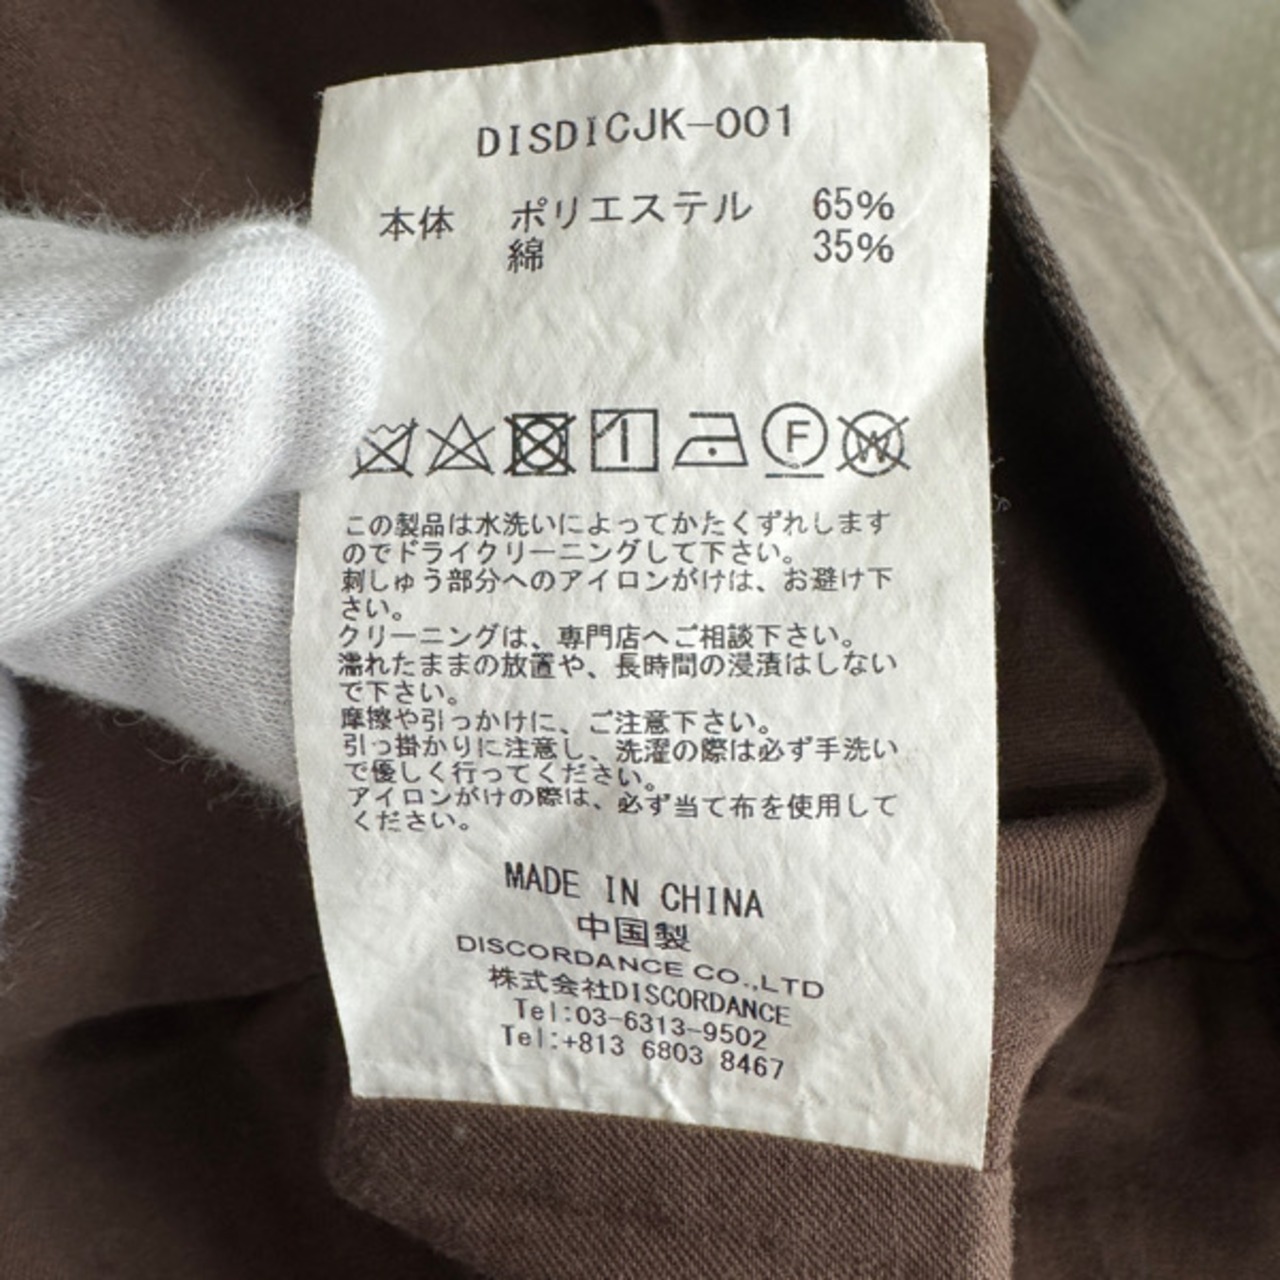 DISDICJK-001
本体 ポリエステル 65%
綿 35%
F
W
この製品は水洗いによってかたくずれします
のでドライクリーニングして下さい。
刺しゅう部分へのアイロンがけは、お避け下
さい。
クリーニングは、専門店へご相談下さい。
濡れたままの放置や、長時間の浸漬はしない
で下さい。
摩擦や引っかけに、ご注意下さい。
引っ掛かりに注意し、洗濯の際は必ず手洗い
で優しく行ってください。
アイロンがけの際は、必ず当て布を使用して
ください。
MADE IN CHINA
中国製
DISCORDANCE CO.,LTD
株式会社DISCORDANCE
Tel:03-6313-9502
Tel:+813 6803 8467